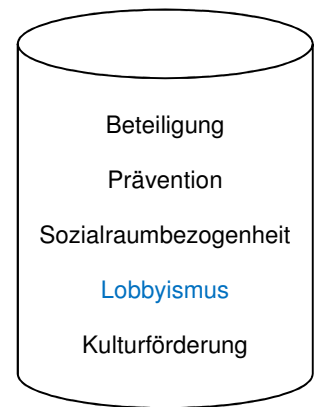 Beteiligung
Prävention
Sozialraumbezogenheit
Lobbyismus
Kulturförderung